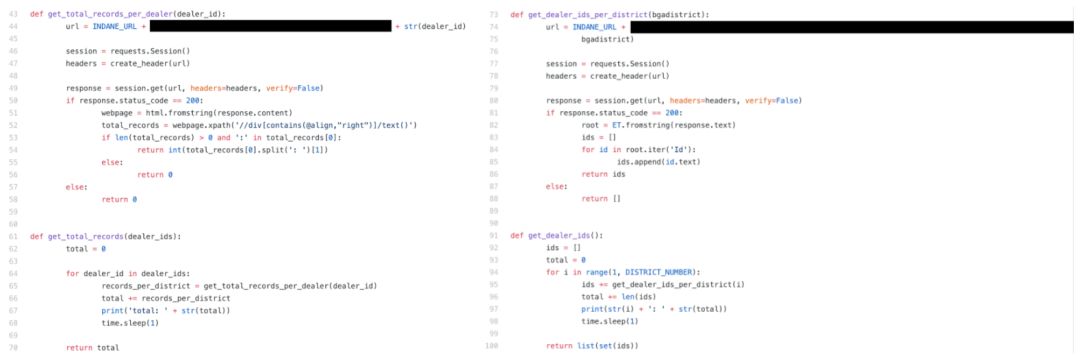 43 def get_total_records_per_dealer(dealer_id):
44 url = INDANE_URL + + str(dealer_id)
45
46 session = requests.Session()
47 headers = create_header(url)
48
49 response = session.get(url, headers=headers, verify=False)
50 if response.status_code == 200:
51 webpage = html.fromstring(response.content)
52 total_records = webpage.xpath('//div[contains(@align,"right")]/text()')
53 if len(total_records) > 0 and ':' in total_records[0]:
54 return int(total_records[0].split(': ')[1])
55 else:
56 return 0
57 else:
58 return 0
59
60
61 def get_total_records(dealer_ids):
62 total = 0
63
64 for dealer_id in dealer_ids:
65 records_per_district = get_total_records_per_dealer(dealer_id)
66 total += records_per_district
67 print('total: ' + str(total))
68 time.sleep(1)
69
70 return total
73 def get_dealer_ids_per_district(bgadistrict):
74 url = INDANE_URL +
75 bgadistrict)
76
77 session = requests.Session()
78 headers = create_header(url)
79
80 response = session.get(url, headers=headers, verify=False)
81 if response.status_code == 200:
82 root = ET.fromstring(response.text)
83 ids = []
84 for id in root.iter('Id'):
85 ids.append(id.text)
86 return ids
87 else:
88 return []
89
90
91 def get_dealer_ids():
92 ids = []
93 total = 0
94 for i in range(1, DISTRICT_NUMBER):
95 ids += get_dealer_ids_per_district(i)
96 total += len(ids)
97 print(str(i) + ': ' + str(total))
98 time.sleep(1)
99
100 return list(set(ids))